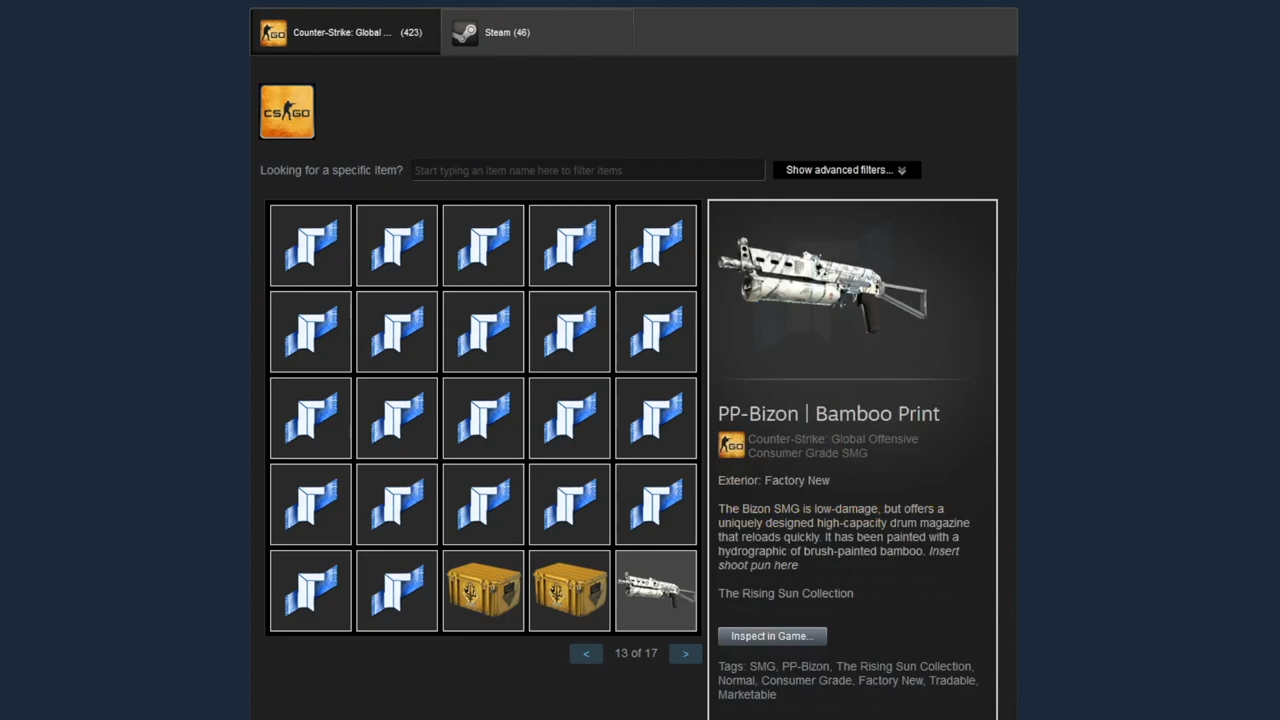 Counter-Strike: Global ... (423)
Steam (46)
CS GO
Looking for a specific item?
Start typing an item name here to filter items
Show advanced filters...
PP-Bizon | Bamboo Print
Counter-Strike: Global Offensive
Consumer Grade SMG
Exterior: Factory New
The Bizon SMG is low-damage, but offers a
uniquely designed high-capacity drum magazine
that reloads quickly. It has been painted with a
hydrographic of brush-painted bamboo. Insert
shoot pun here
The Rising Sun Collection
Inspect in Game...
< 13 of 17 >
Tags: SMG, PP-Bizon, The Rising Sun Collection,
Normal, Consumer Grade, Factory New, Tradable,
Marketable